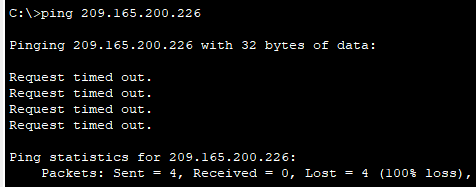 C:\>ping 209.165.200.226
Pinging 209.165.200.226 with 32 bytes of data:
Request timed out.
Request timed out.
Request timed out.
Request timed out.
Ping statistics for 209.165.200.226:
Packets: Sent = 4, Received = 0, Lost = 4 (100% loss),